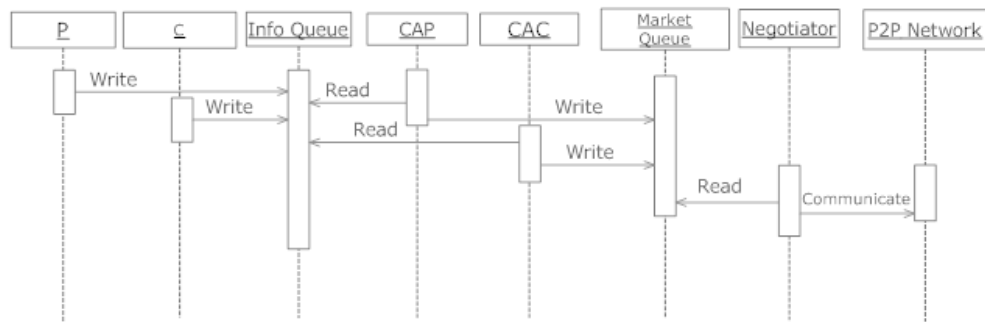 P
C
Info Queue
CAP
CAC
Market
Queue
Negotiator
P2P Network
Write
Read
Write
Write
Read
Write
Read
Communicate